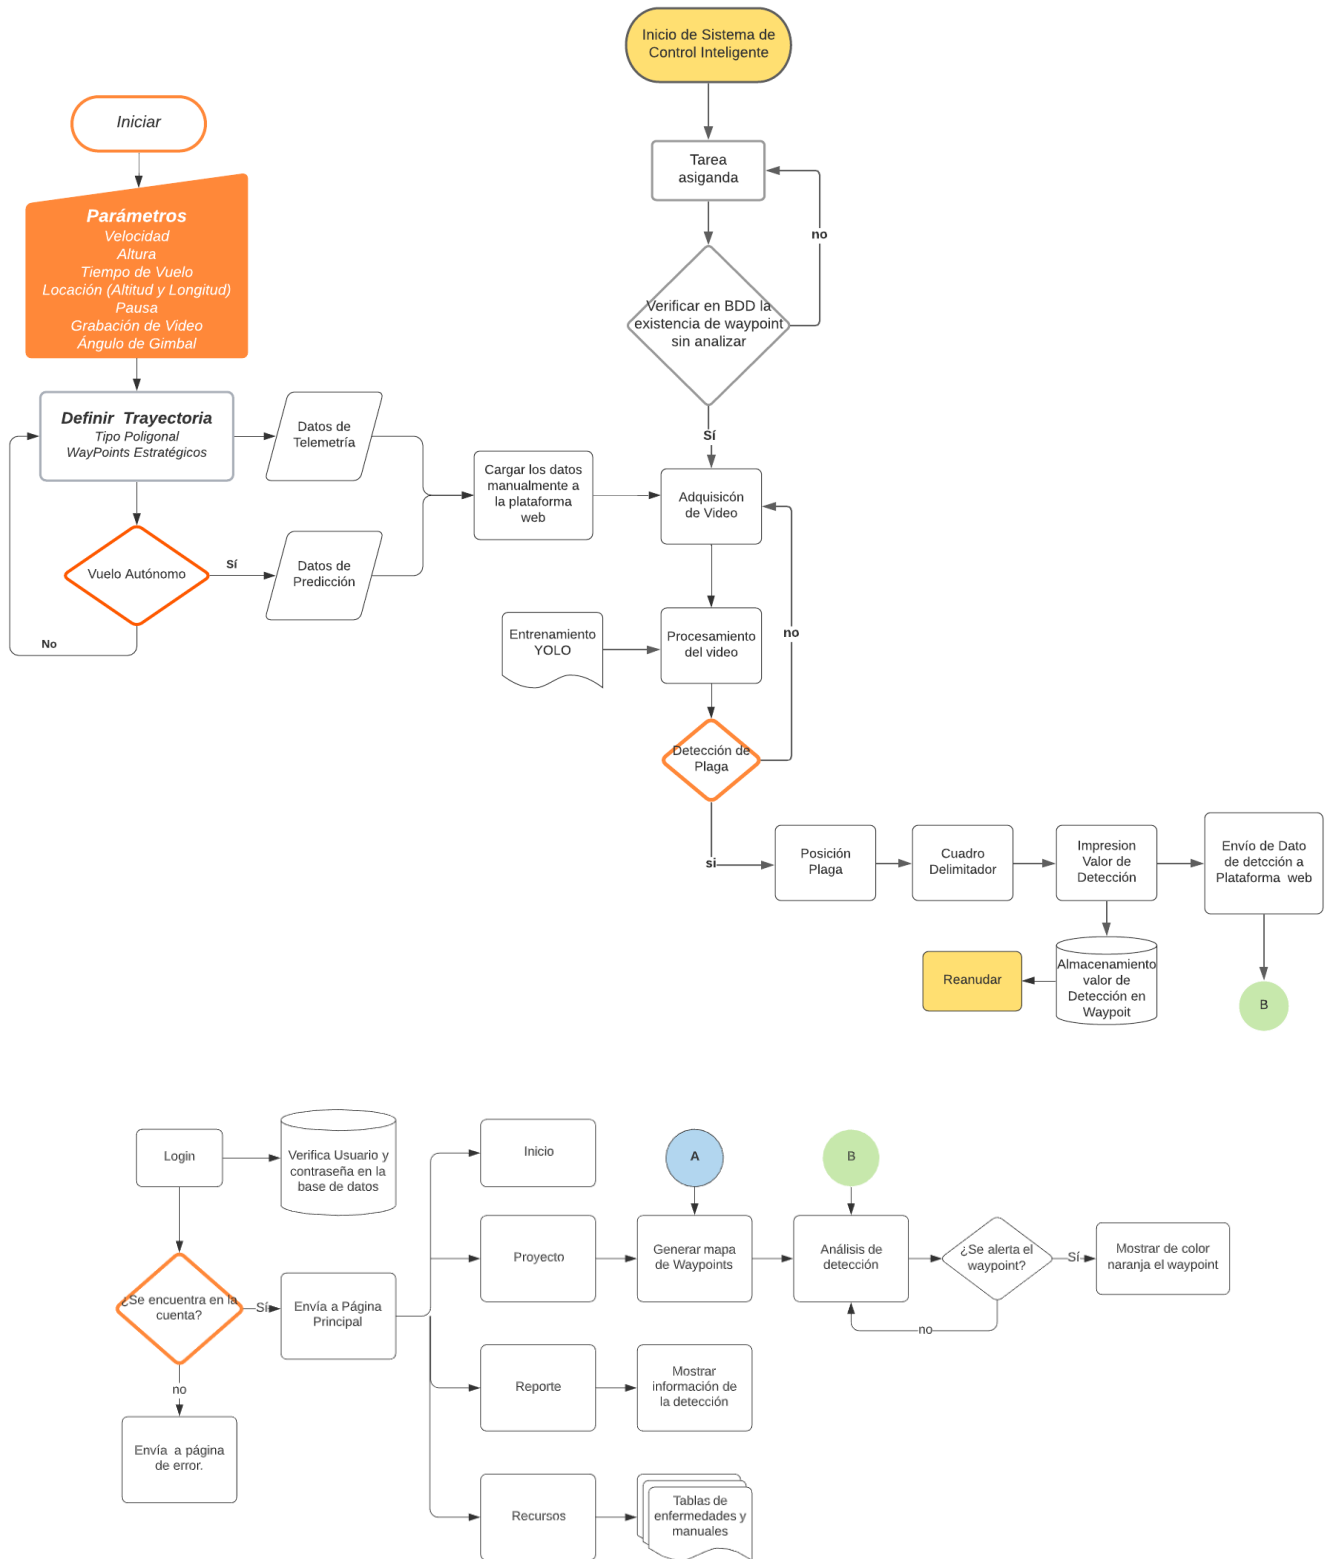 Inicio de Sistema de
Control Inteligente
Iniciar
Tarea
asiganda
Parámetros
Velocidad
Altura
Tiempo de Vuelo
Locación (Altitud y Longitud)
Pausa
Grabación de Video
Ángulo de Gimbal
no
Verificar en BDD la
existencia de waypoint
sin analizar
Definir  Trayectoria
Tipo Poligonal
WayPoints Estratégicos
Datos de
Telemetría
Sí
Cargar los datos
manualmente a
la plataforma
web
Adquisicón
de Video
Vuelo Autónomo
Sí
Datos de
Predicción
No
Entrenamiento
YOLO
Procesamiento
del video
no
Detección de
Plaga
si
Posición
Plaga
Cuadro
Delimitador
Impresion
Valor de
Detección
Envío de Dato
de detcción a
Plataforma  web
Reanudar
Almacenamiento
valor de
Detección en
Waypoit
B
Login
Verifica Usuario y
contraseña en la
base de datos
Inicio
A
B
Proyecto
Generar mapa
de Waypoints
Análisis de
detección
¿Se alerta el
waypoint?
Sí
Mostrar de color
naranja el waypoint
no
¿Se encuentra en la
cuenta?
Sí
Envía a Página
Principal
no
Envía  a página
de error.
Reporte
Mostrar
información de
la detección
Recursos
Tablas de
enfermedades y
manuales